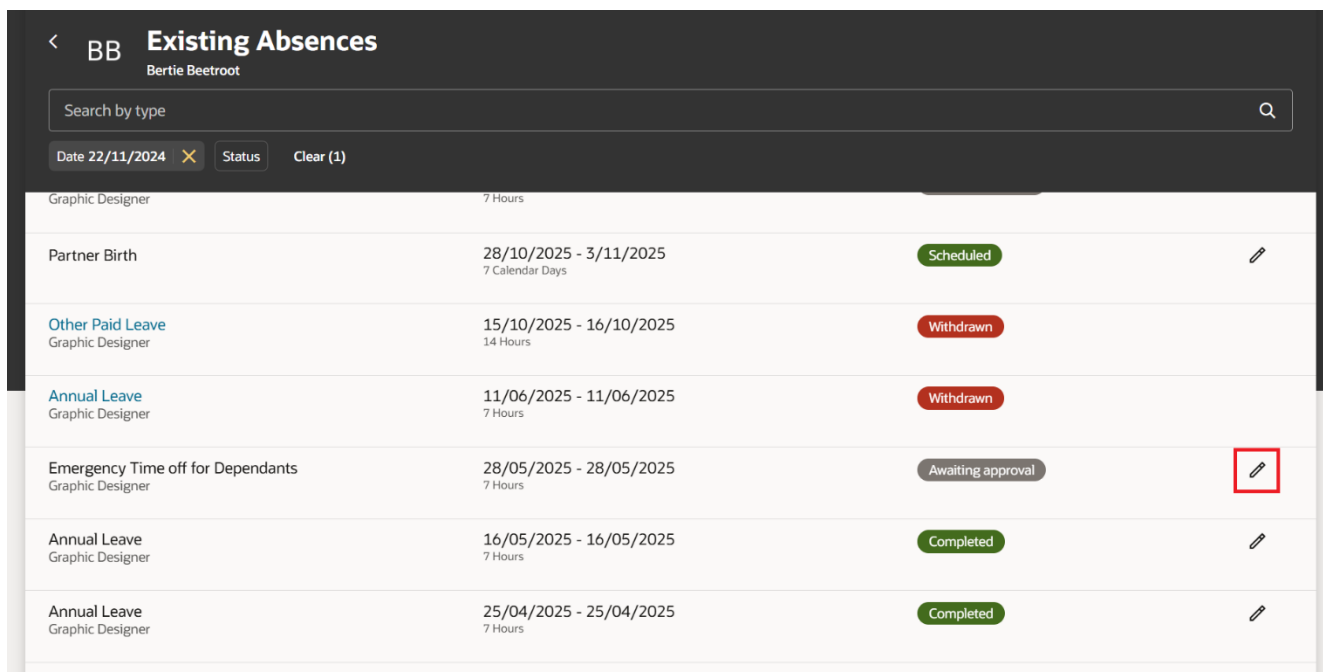 BB
Existing Absences
Bertie Beetroot
Search by type
Date 22/11/2024 Status Clear (1)
Graphic Designer 7 Hours
Partner Birth 28/10/2025 - 3/11/2025 Scheduled
7 Calendar Days
Other Paid Leave 15/10/2025 - 16/10/2025 Withdrawn
Graphic Designer 14 Hours
Annual Leave 11/06/2025 - 11/06/2025 Withdrawn
Graphic Designer 7 Hours
Emergency Time off for Dependants 28/05/2025 - 28/05/2025 Awaiting approval
Graphic Designer 7 Hours
Annual Leave 16/05/2025 - 16/05/2025 Completed
Graphic Designer 7 Hours
Annual Leave 25/04/2025 - 25/04/2025 Completed
Graphic Designer 7 Hours